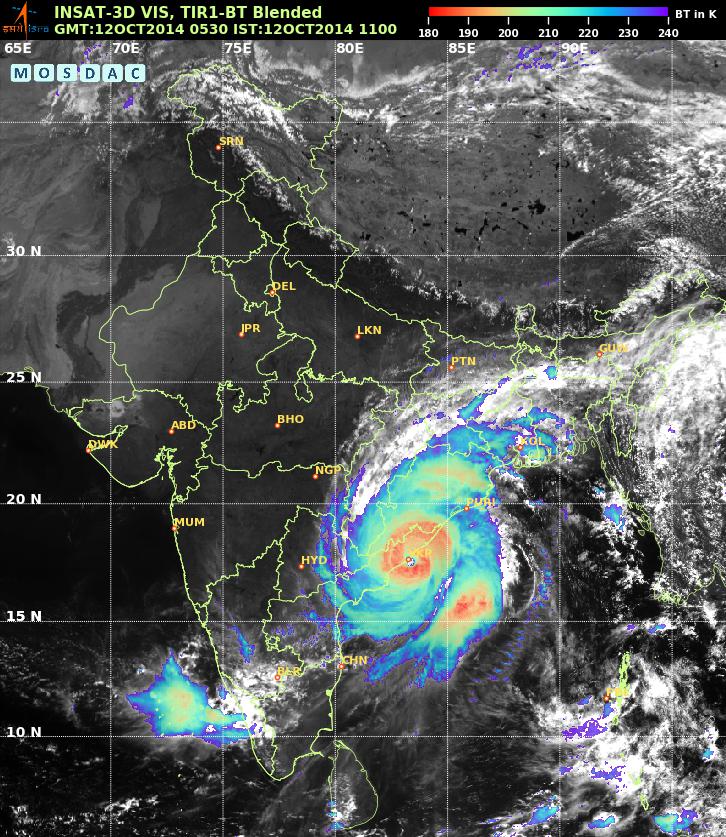 INSAT-3D VIS, TIR1-BT Blended
GMT:12OCT2014 0530 IST:12OCT2014 1100
BT in K
180 190 200 210 220 230 240
65E 70E 75E 80E 85E 90E
MOSDAC
SRN
30 N
DEL
JPR
LKN
GUW
PTN
25 N
ABD
BHO
DWK
KOL
NGP
20 N
PURI
MUM
HYD
15 N
CHN
BLR
10 N